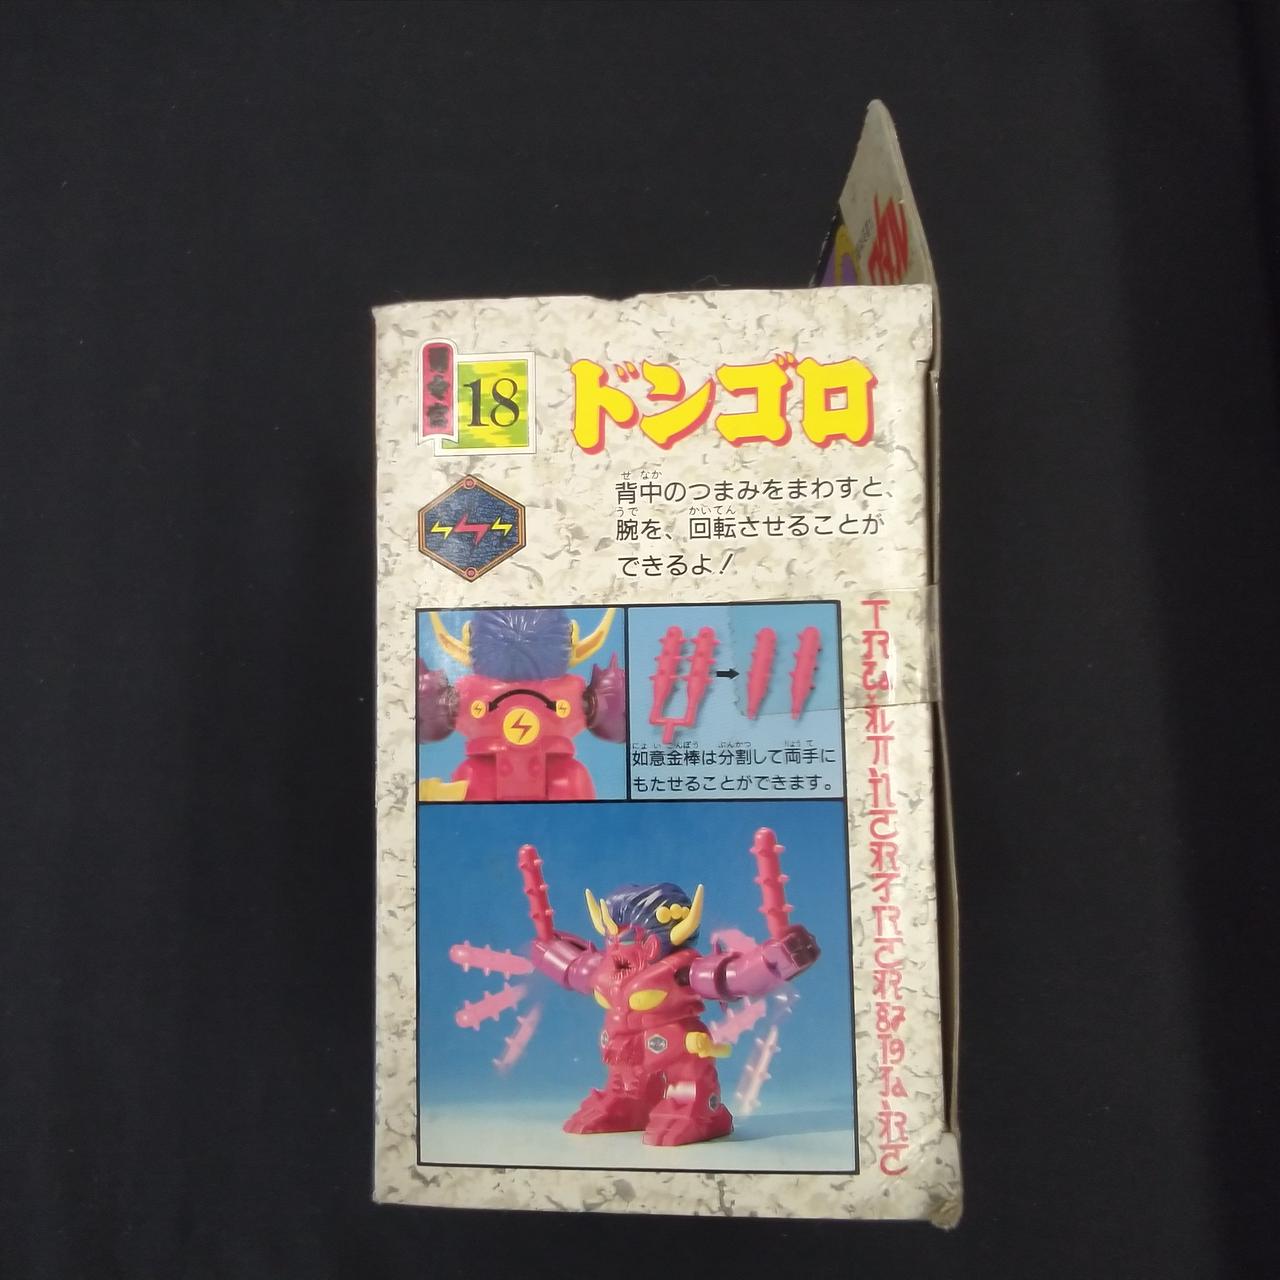 18
ドンゴロ
背中のつまみをまわすと、
腕を、回転させることが
できるよ!
如意金棒は分割して両手に
もたせることができます。